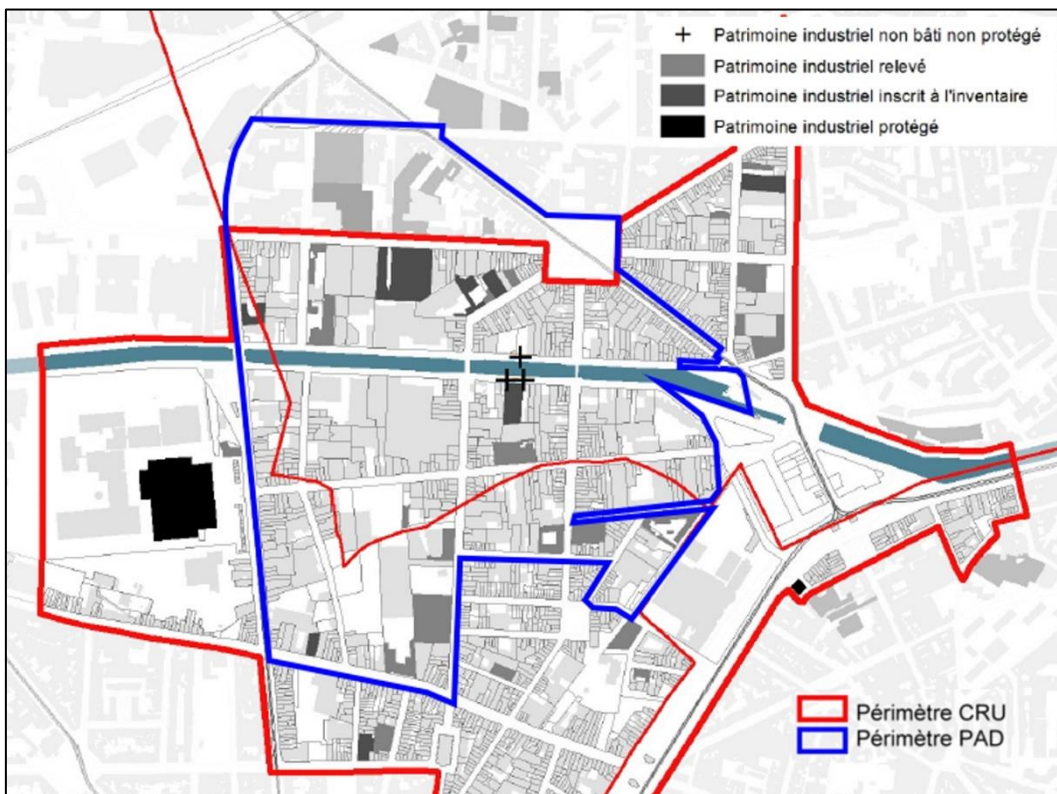 Patrimoine industriel non bâti non protégé
Patrimoine industriel relevé
Patrimoine industriel inscrit à l'inventaire
Patrimoine industriel protégé
Périmètre CRU
Périmètre PAD